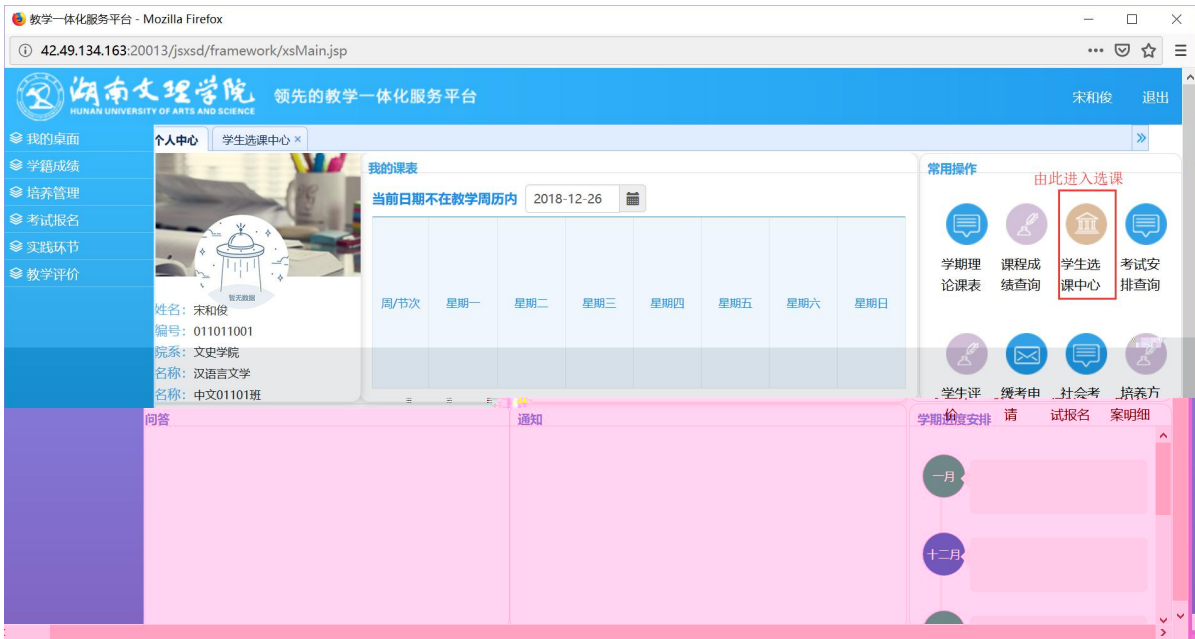 教学一体化服务平台 - Mozilla Firefox
42.49.134.163:20013/jsxsd/framework/xsMain.jsp
湖南文理学院
HUNAN UNIVERSITY OF ARTS AND SCIENCE
领先的教学一体化服务平台
宋和俊 退出
我的桌面
学籍成绩
培养管理
考试报名
实践环节
教学评价
个人中心 学生选课中心
暂无数据
姓名：宋和俊
编号：011011001
院系：文史学院
名称：汉语言文学
名称：中文01101班
我的课表
当前日期不在教学周历内 2018-12-26
周/节次 星期一 星期二 星期三 星期四 星期五 星期六 星期日
常用操作
由此进入选课
学期理论课表
课程成绩查询
学生选课中心
考试安排查询
学生评价
缓考申请
社会考试报名
培养方案明细
问答
通知
学期进度安排
一月
十二月